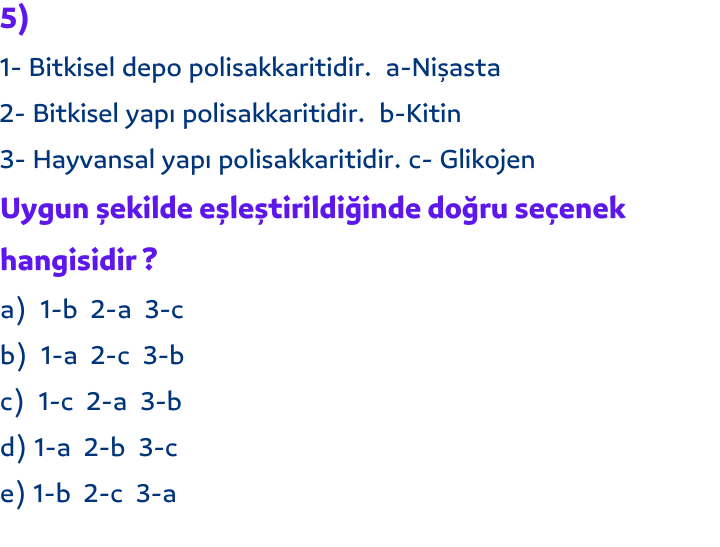 5)
1- Bitkisel depo polisakkaritidir.  a-Nişasta
2- Bitkisel yapı polisakkaritidir.  b-Kitin
3- Hayvansal yapı polisakkaritidir. c- Glikojen
Uygun şekilde eşleştirildiğinde doğru seçenek
hangisidir ?
a)  1-b  2-a  3-c
b)  1-a  2-c  3-b
c)  1-c  2-a  3-b
d) 1-a  2-b  3-c
e) 1-b  2-c  3-a